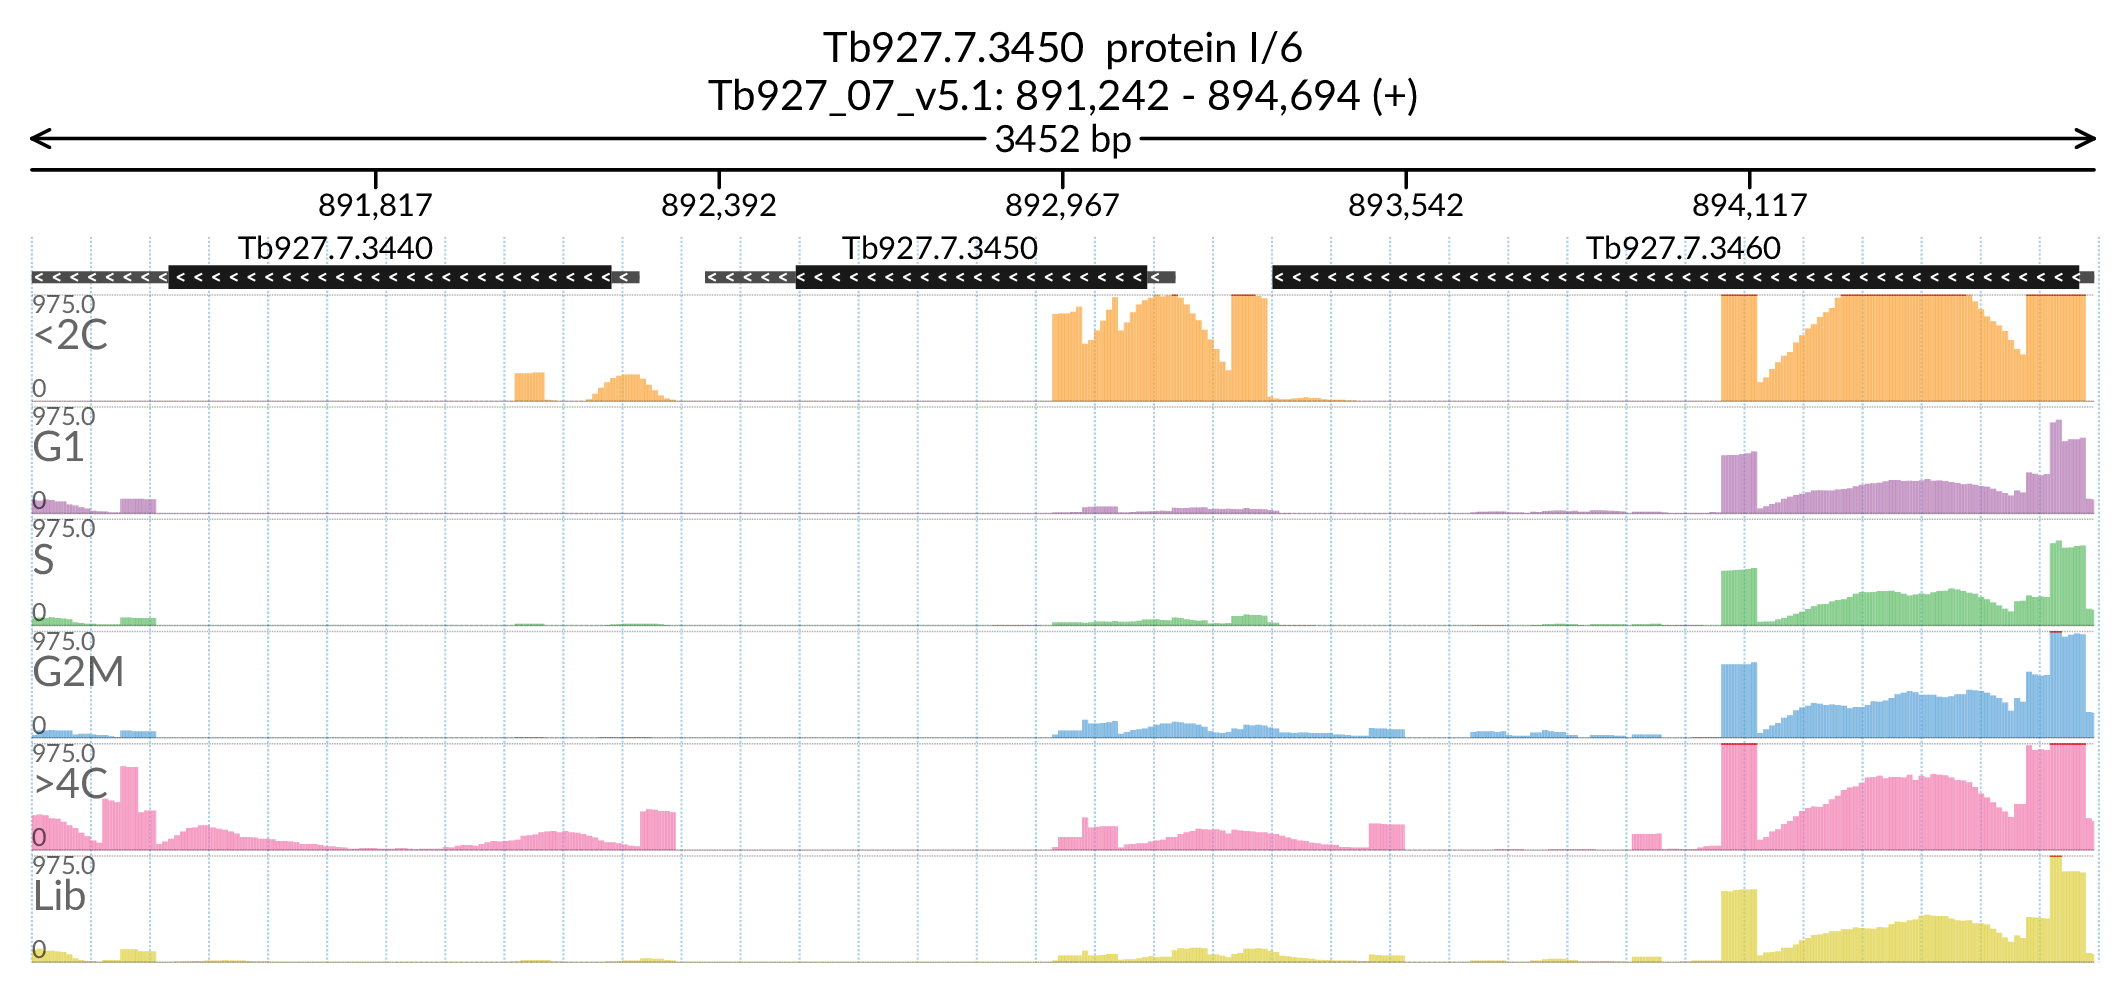 Tb927.7.3450 protein I/6
Tb927_07_v5.1: 891,242 - 894,694 (+)
3452 bp
891,817 892,392 892,967 893,542 894,117
Tb927.7.3440 Tb927.7.3450 Tb927.7.3460
975.0
<2C
0
975.0
G1
0
975.0
S
0
975.0
G2M
0
975.0
>4C
0
975.0
Lib
0